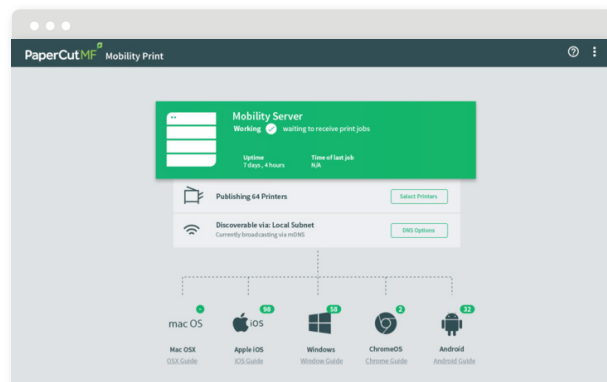 PaperCutMF Mobility Print
Mobility Server
Working waiting to receive print jobs
Uptime Time of last job
7 days, 4 hours N/A
Publishing 64 Printers Select Printers
Discoverable via: Local Subnet DNS Options
Currently broadcasting via mDNS
98 58 2 32
mac OS iOS
Mac OSX Apple iOS Windows ChromeOS Android
OSX Guide iOS Guide Window Guide Chrome Guide Android Guide